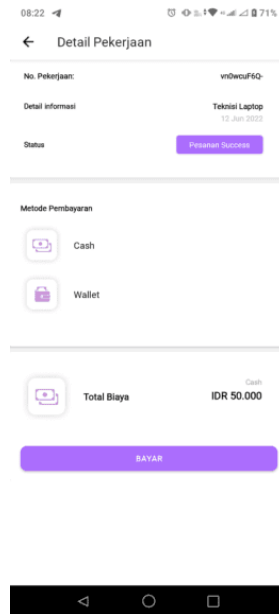 08:22
71%
Detail Pekerjaan
No. Pekerjaan: vn0wcuF6Q-
Detail informasi Teknisi Laptop
12 Jun 2023
Status Pesanan Success
Metode Pembayaran
Cash
Wallet
Cash
Total Biaya IDR 50.000
BAYAR